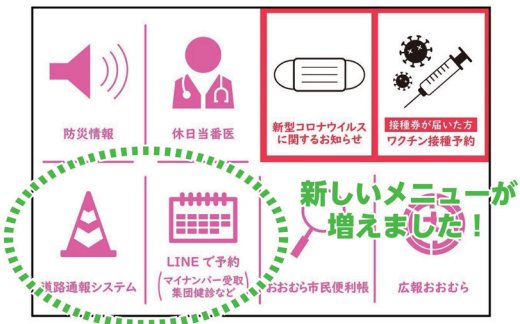 防災情報
休日当番医
新型コロナウイルス
に関するお知らせ
接種券が届いた方
ワクチン接種予約
新しいメニューが
増えました！
道路通報システム
LINEで予約
(マイナンバー受取
集団健診など)
おおむら市民便利帳
広報おおむら